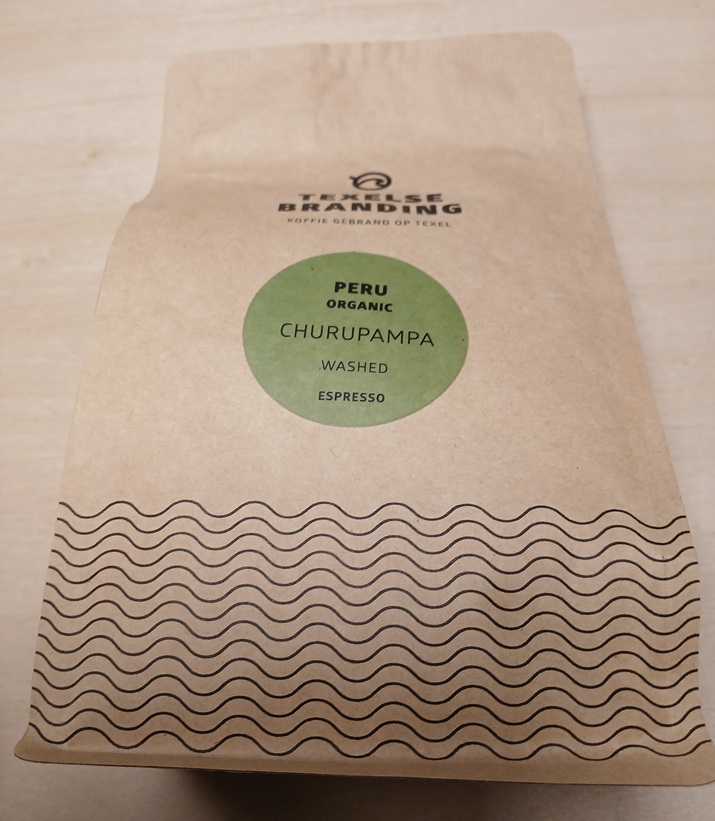 TEXELSE
BRANDING
KOFFIE GEBRAND OP TEXEL
PERU
ORGANIC
CHURUPAMPA
WASHED
ESPRESSO